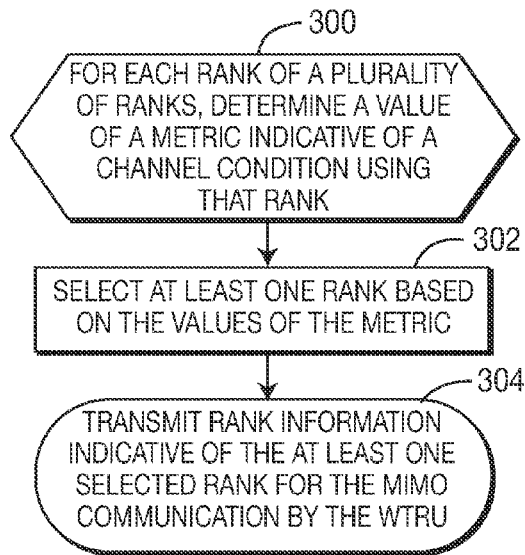 300
FOR EACH RANK OF A PLURALITY
OF RANKS, DETERMINE A VALUE
OF A METRIC INDICATIVE OF A
CHANNEL CONDITION USING
THAT RANK
302
SELECT AT LEAST ONE RANK BASED
ON THE VALUES OF THE METRIC
304
TRANSMIT RANK INFORMATION
INDICATIVE OF THE AT LEAST ONE
SELECTED RANK FOR THE MIMO
COMMUNICATION BY THE WTRU